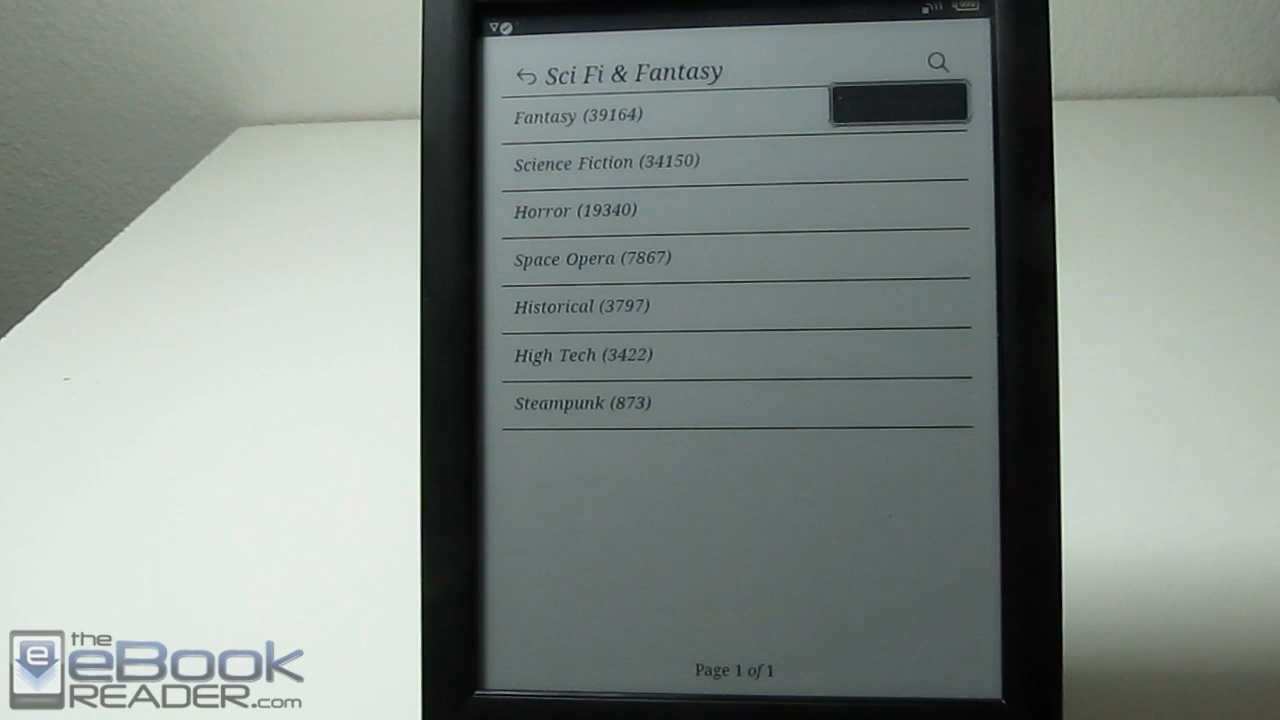 Sci Fi & Fantasy
Fantasy (39164)
Science Fiction (34150)
Horror (19340)
Space Opera (7867)
Historical (3797)
High Tech (3422)
Steampunk (873)
Page 1 of 1
the
eBook
READER.com